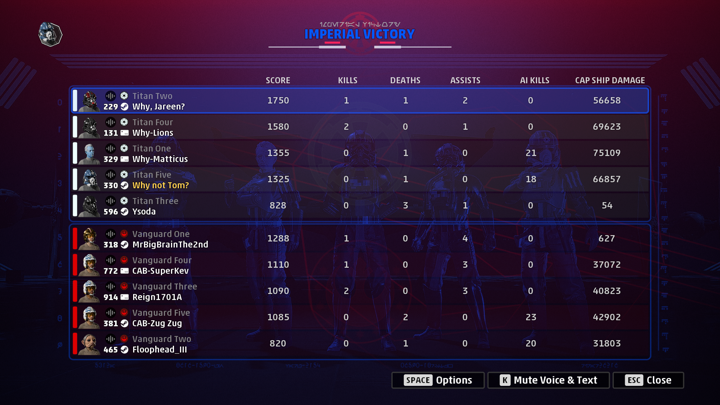 IMPERIAL VICTORY
SCORE KILLS DEATHS ASSISTS AI KILLS CAP SHIP DAMAGE
Titan Two
229 Why, Jareen? 1750 1 1 2 0 56658
Titan Four
131 Why-Lions 1580 2 0 1 0 69623
Titan One
329 Why-Matticus 1355 0 1 0 21 75109
Titan Five
330 Why not Tom? 1325 0 1 0 18 66857
Titan Three
596 Ysoda 828 0 3 1 0 54
Vanguard One
318 MrBigBrainThe2nd 1288 1 0 4 0 627
Vanguard Four
772 CAB-SuperKev 1110 1 0 3 0 37072
Vanguard Three
914 Reign1701A 1090 2 0 3 0 40823
Vanguard Five
381 CAB-Zug Zug 1085 0 2 0 23 42902
Vanguard Two
465 Floophead_III 820 0 1 0 20 31803
SPACE Options K Mute Voice & Text ESC Close